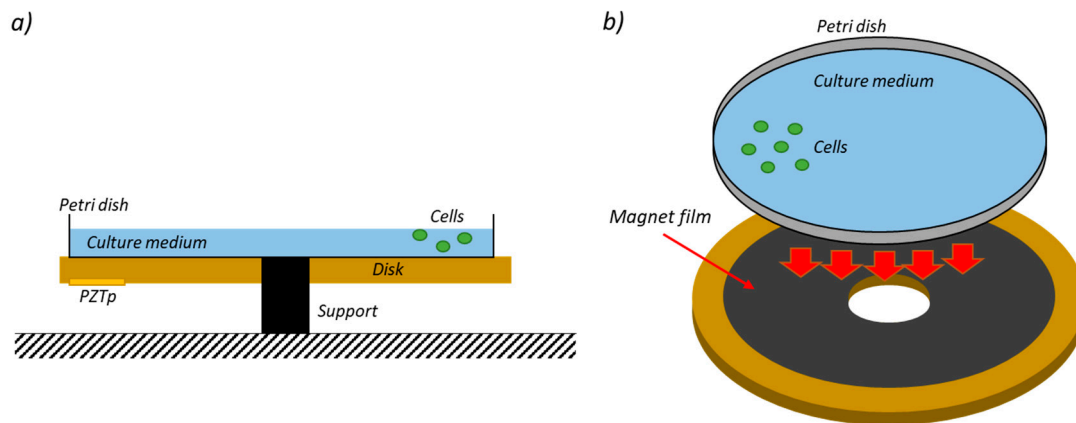 a)
Petri dish
Cells
Culture medium
Disk
PZTp
Support
b)
Petri dish
Culture medium
Cells
Magnet film